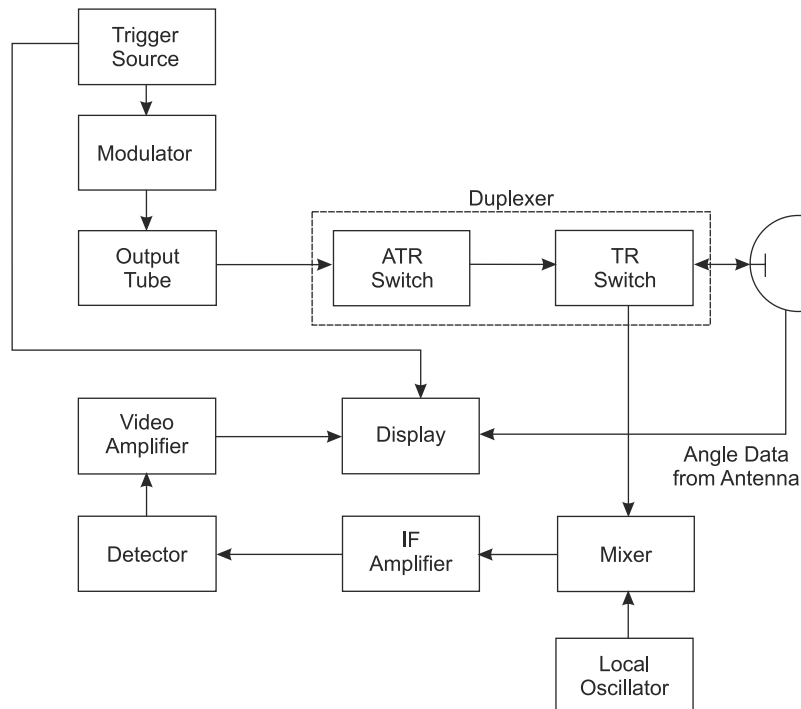 Trigger
Source
Modulator
Duplexer
Output
Tube
ATR
Switch
TR
Switch
Video
Amplifier
Display
Angle Data
from Antenna
Detector
IF
Amplifier
Mixer
Local
Oscillator